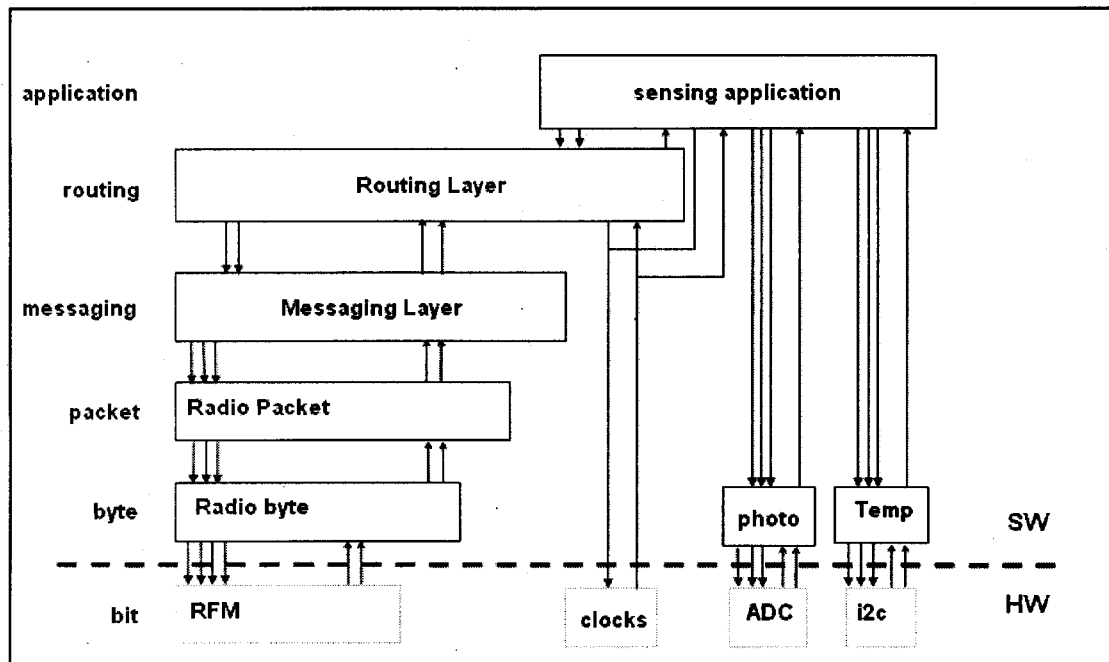 application
sensing application
routing
Routing Layer
messaging
Messaging Layer
packet
Radio Packet
byte
Radio byte
photo
Temp
SW
bit
RFM
clocks
ADC
i2c
HW